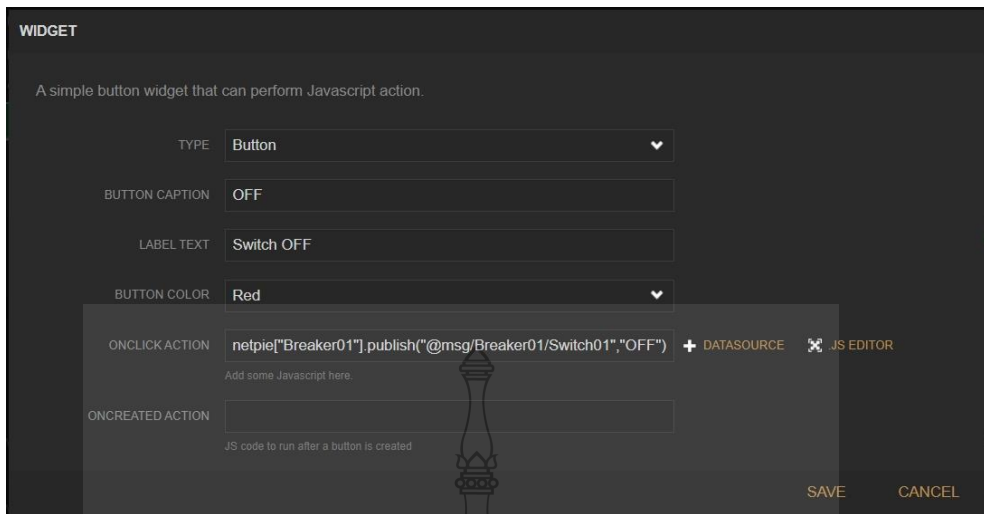 WIDGET
A simple button widget that can perform Javascript action.
TYPE Button
BUTTON CAPTION OFF
LABEL TEXT Switch OFF
BUTTON COLOR Red
ONCLICK ACTION netpie["Breaker01"].publish("@msg/Breaker01/Switch01","OFF") + DATASOURCE .JS EDITOR
Add some Javascript here.
ONCREATED ACTION
JS code to run after a button is created
SAVE CANCEL